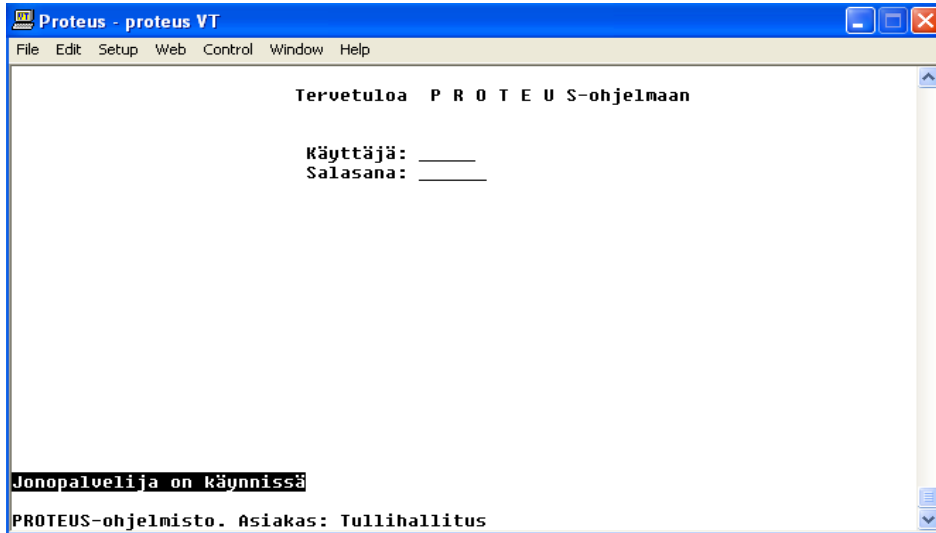 Proteus - proteus VT
File Edit Setup Web Control Window Help
Tervetuloa P R O T E U S-ohjelmaan
Käyttäjä: _____
Salasana: ______
Jonopalvelija on käynnissä
PROTEUS-ohjelmisto. Asiakas: Tullihallitus